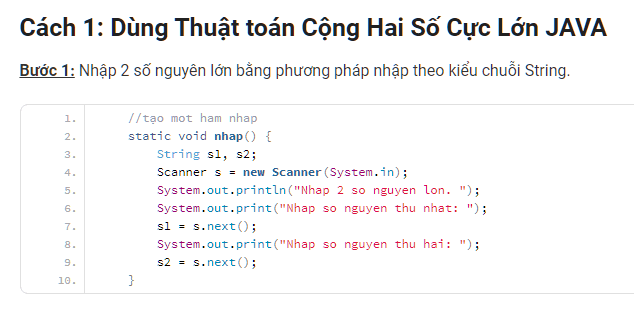 Cách 1: Dùng Thuật toán Cộng Hai Số Cực Lớn JAVA
Bước 1: Nhập 2 số nguyên lớn bằng phương pháp nhập theo kiểu chuỗi String.
1. //tạo mot ham nhap
2. static void nhap() {
3. String s1, s2;
4. Scanner s = new Scanner(System.in);
5. System.out.println("Nhap 2 so nguyen lon. ");
6. System.out.print("Nhap so nguyen thu nhat: ");
7. s1 = s.next();
8. System.out.print("Nhap so nguyen thu hai: ");
9. s2 = s.next();
10. }